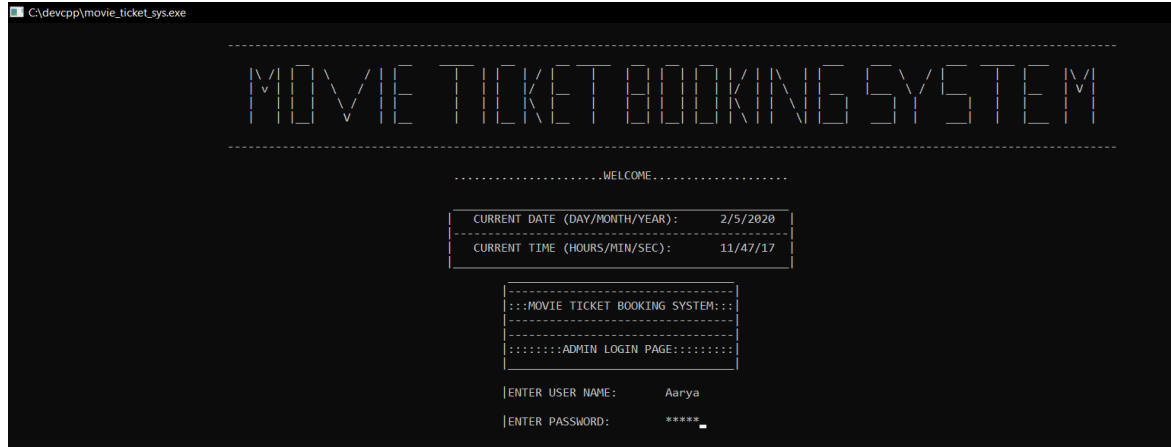 C:\devcpp\movie_ticket_sys.exe
MOVIE TICKET BOOKING SYSTEM
......................WELCOME....................
CURRENT DATE (DAY/MONTH/YEAR): 2/5/2020
CURRENT TIME (HOURS/MIN/SEC): 11/47/17
:::MOVIE TICKET BOOKING SYSTEM:::
::::::::ADMIN LOGIN PAGE:::::::::
|ENTER USER NAME: Aarya
|ENTER PASSWORD: *****